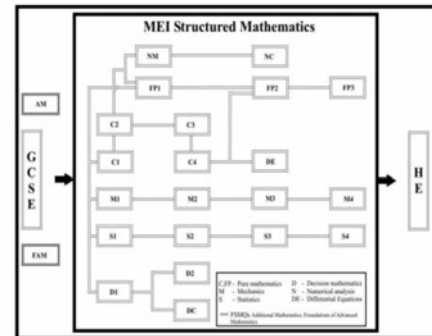 MEI Structured Mathematics
NM NC
AM
FP1 FP2 FP3
C2 C3
GCSE
C1 C4 DE
HE
M1 M2 M3 M4
FAM
S1 S2 S3 S4
D2
D1
DC
C,FP - Pure mathematics D - Decision mathematics
M - Mechanics N - Numerical analysis
S - Statistics DE - Differential Equations
FSMQs Additional Mathematics, Foundations of Advanced
Mathematics